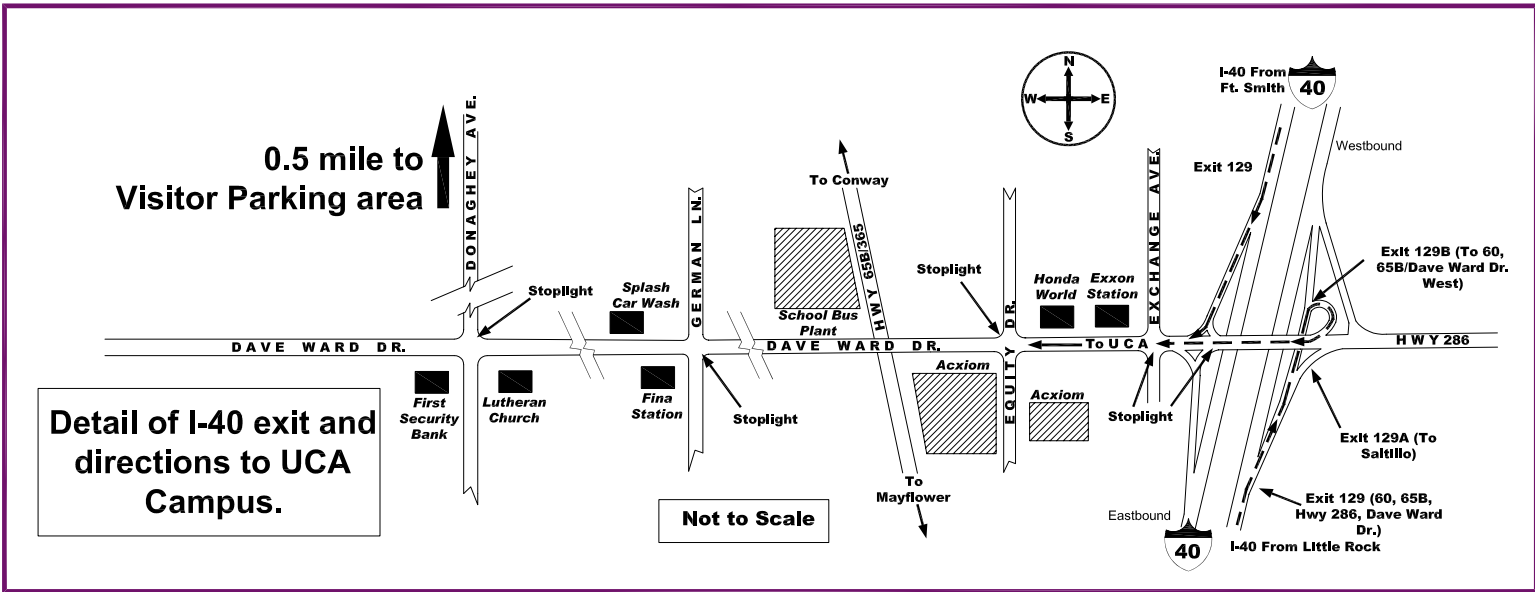 I-40 From
Ft. Smith
40
N
W
E
S
Westbound
0.5 mile to
Visitor Parking area
DONAGHEY AVE.
To Conway
Exit 129
EXCHANGE AVE.
GERMAN LN.
HWY 65B/365
Exit 129B (To 60,
65B/Dave Ward Dr.
West)
Stoplight
Splash
Car Wash
School Bus
Plant
Stoplight
Honda
World
Exxon
Station
DAVE WARD DR.
DAVE WARD DR.
To UCA
HWY 286
EQUITY DR.
First
Security
Bank
Lutheran
Church
Fina
Station
Stoplight
Acxiom
Acxiom
Stoplight
Exit 129A (To
Saltillo)
Detail of I-40 exit and
directions to UCA
Campus.
Not to Scale
To
Mayflower
Exit 129 (60, 65B,
Hwy 286, Dave Ward
Dr.)
Eastbound
40
I-40 From Little Rock